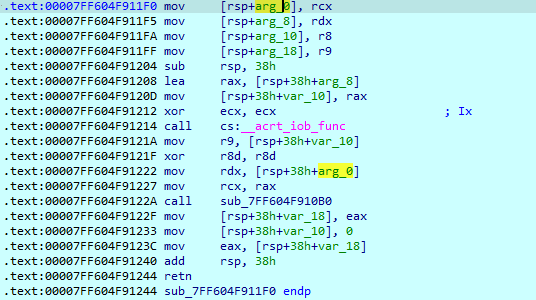 .text:00007FF604F911F0 mov [rsp+arg_0], rcx
.text:00007FF604F911F5 mov [rsp+arg_8], rdx
.text:00007FF604F911FA mov [rsp+arg_10], r8
.text:00007FF604F911FF mov [rsp+arg_18], r9
.text:00007FF604F91204 sub rsp, 38h
.text:00007FF604F91208 lea rax, [rsp+38h+arg_8]
.text:00007FF604F9120D mov [rsp+38h+var_10], rax
.text:00007FF604F91212 xor ecx, ecx ; Ix
.text:00007FF604F91214 call cs:__acrt_iob_func
.text:00007FF604F9121A mov r9, [rsp+38h+var_10]
.text:00007FF604F9121F xor r8d, r8d
.text:00007FF604F91222 mov rdx, [rsp+38h+arg_0]
.text:00007FF604F91227 mov rcx, rax
.text:00007FF604F9122A call sub_7FF604F910B0
.text:00007FF604F9122F mov [rsp+38h+var_18], eax
.text:00007FF604F91233 mov [rsp+38h+var_10], 0
.text:00007FF604F9123C mov eax, [rsp+38h+var_18]
.text:00007FF604F91240 add rsp, 38h
.text:00007FF604F91244 retn
.text:00007FF604F91244 sub_7FF604F911F0 endp